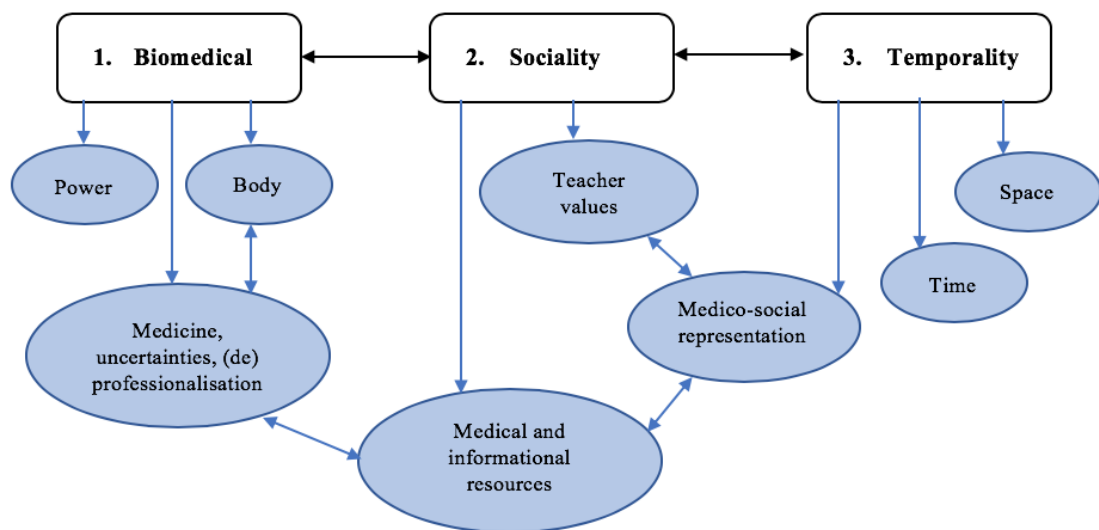 1. Biomedical
2. Sociality
3. Temporality
Power
Body
Teacher
values
Space
Time
Medico-social
representation
Medicine,
uncertainties, (de)
professionalisation
Medical and
informational
resources